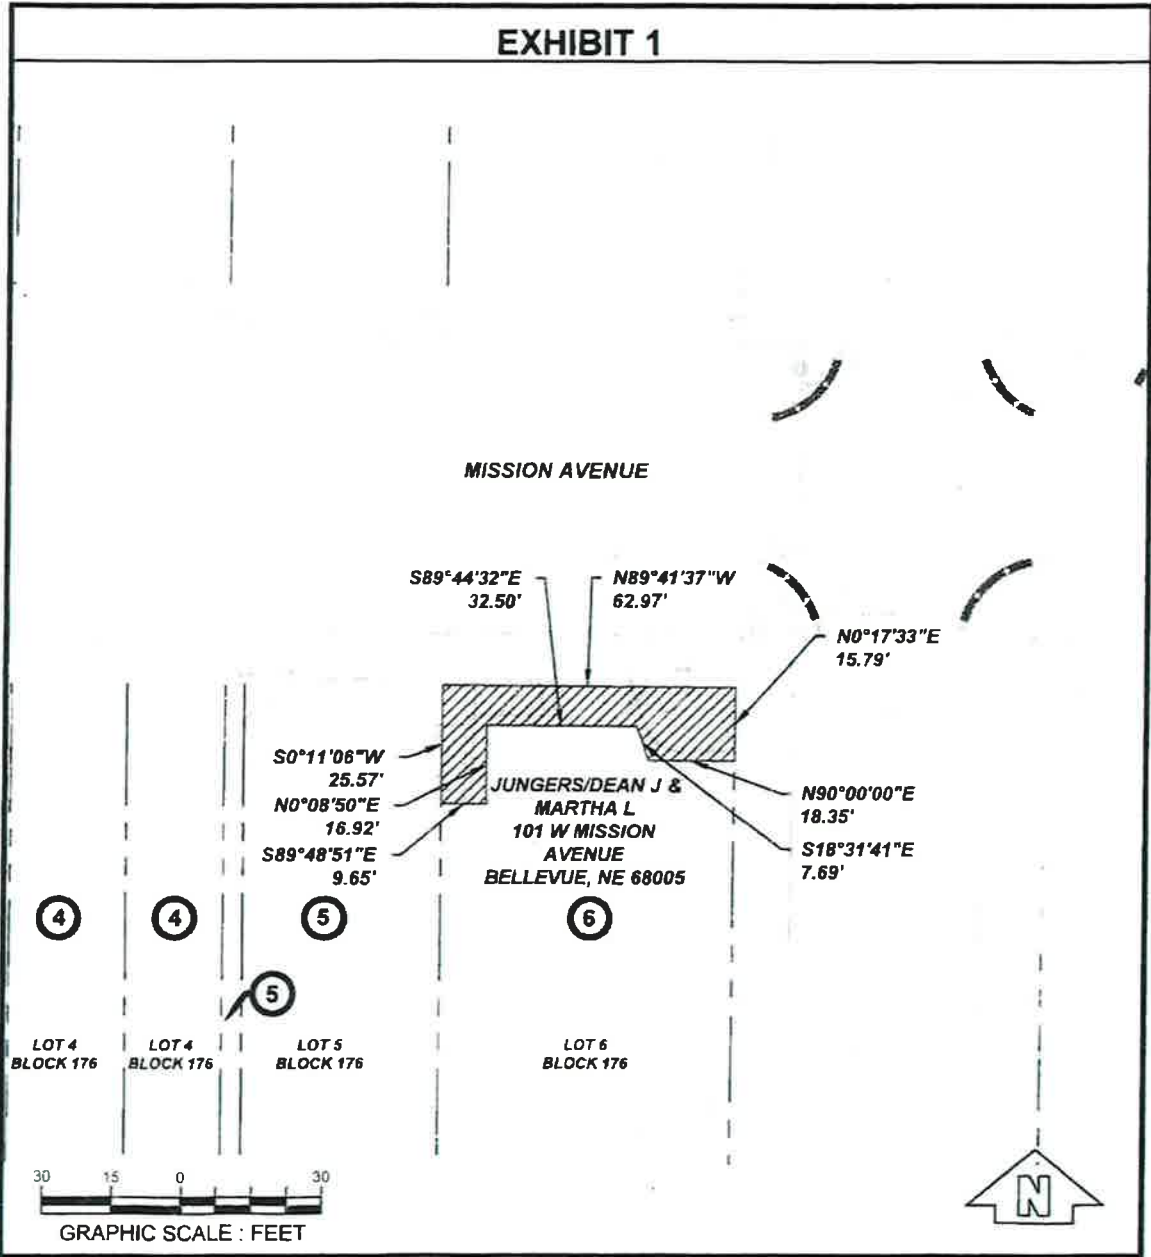 EXHIBIT 1
MISSION AVENUE
S89°44'32"E
32.50'
N89°41'37"W
62.97'
N0°17'33"E
15.79'
S0°11'06"W
25.57'
N0°08'50"E
16.92'
S89°48'51"E
9.65'
JUNGERS/DEAN J &
MARTHA L
101 W MISSION
AVENUE
BELLEVUE, NE 68005
N90°00'00"E
18.35'
S18°31'41"E
7.69'
4
4
5
6
5
LOT 4
BLOCK 176
LOT 4
BLOCK 176
LOT 5
BLOCK 176
LOT 6
BLOCK 176
30 15 0 30
GRAPHIC SCALE : FEET
N